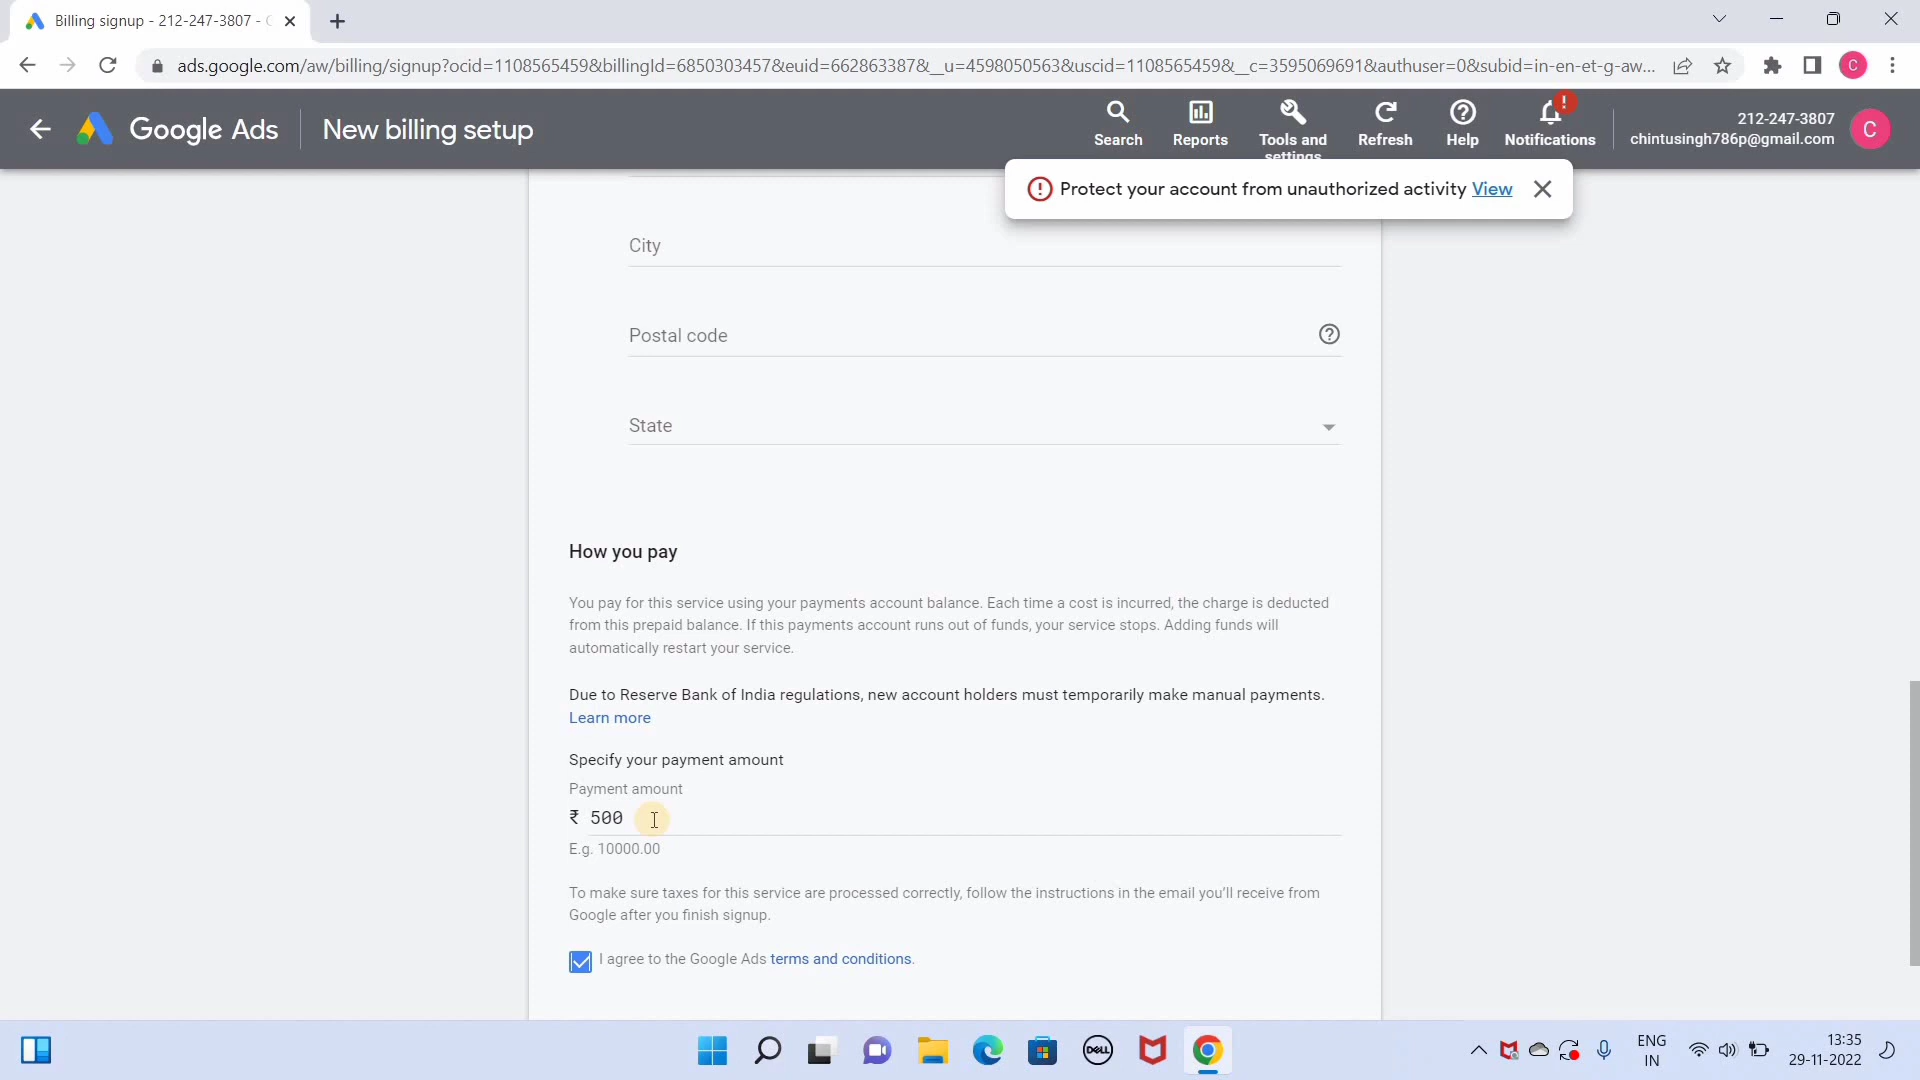 Billing signup - 212-247-3807 -
ads.google.com/aw/billing/signup?ocid=1108565459&billingId=6850303457&euid=662863387&__u=4598050563&uscid=1108565459&__c=3595069691&authuser=0&subid=in-en-et-g-aw...
C
Google Ads
New billing setup
Search
Reports
Tools and settings
Refresh
Help
!
Notifications
212-247-3807
chintusingh786p@gmail.com
C
! Protect your account from unauthorized activity View
City
Postal code
?
State
How you pay
You pay for this service using your payments account balance. Each time a cost is incurred, the charge is deducted
from this prepaid balance. If this payments account runs out of funds, your service stops. Adding funds will
automatically restart your service.
Due to Reserve Bank of India regulations, new account holders must temporarily make manual payments.
Learn more
Specify your payment amount
Payment amount
₹ 500
E.g. 10000.00
To make sure taxes for this service are processed correctly, follow the instructions in the email you'll receive from
Google after you finish signup.
I agree to the Google Ads terms and conditions.
DELL
ENG
IN
13:35
29-11-2022